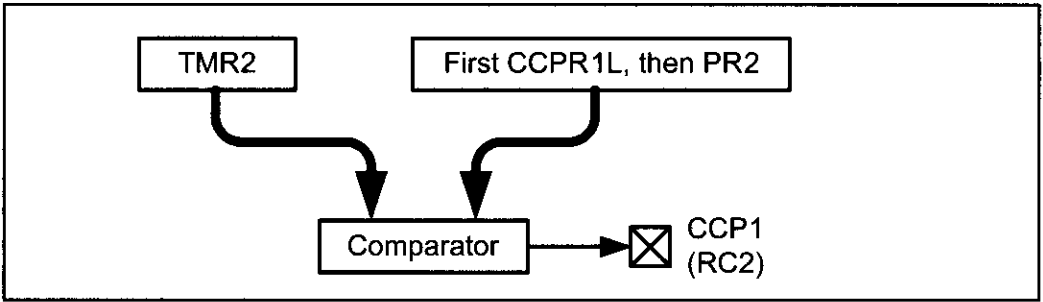 TMR2
First CCPR1L, then PR2
Comparator
CCP1
(RC2)